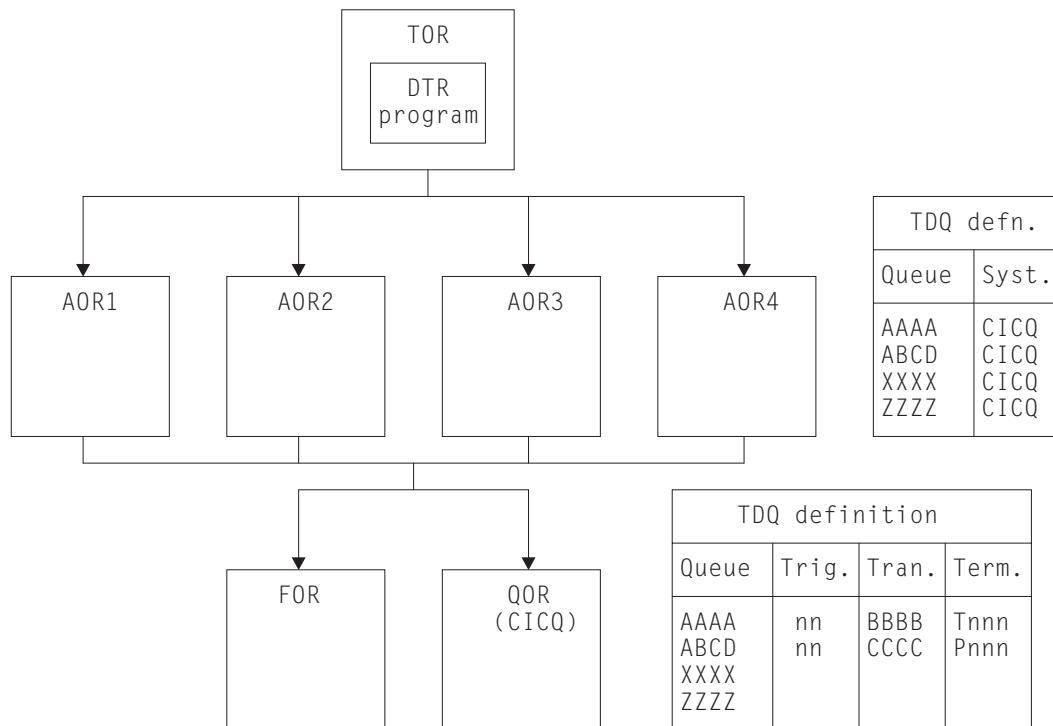 TOR
DTR
program
TDQ defn.
Queue Syst.
AAAA CICQ
ABCD CICQ
XXXX CICQ
ZZZZ CICQ
AOR1 AOR2 AOR3 AOR4
TDQ definition
Queue Trig. Tran. Term.
AAAA nn BBBB Tnnn
ABCD nn CCCC Pnnn
XXXX
ZZZZ
FOR QOR
(CICQ)